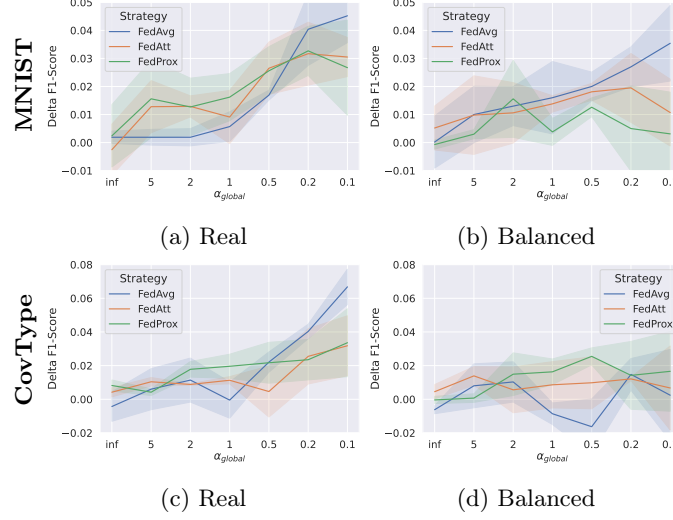 MNIST
Delta F1-Score
0.05
0.04
0.03
0.02
0.01
0.00
−0.01
Strategy
FedAvg
FedAtt
FedProx
inf 5 2 1 0.5 0.2 0.1
α_global
(a) Real
Delta F1-Score
0.05
0.04
0.03
0.02
0.01
0.00
−0.01
Strategy
FedAvg
FedAtt
FedProx
inf 5 2 1 0.5 0.2 0.
α_global
(b) Balanced
CovType
Delta F1-Score
0.08
0.06
0.04
0.02
0.00
−0.02
Strategy
FedAvg
FedAtt
FedProx
inf 5 2 1 0.5 0.2 0.1
α_global
(c) Real
Delta F1-Score
0.08
0.06
0.04
0.02
0.00
−0.02
Strategy
FedAvg
FedAtt
FedProx
inf 5 2 1 0.5 0.2 0.
α_global
(d) Balanced